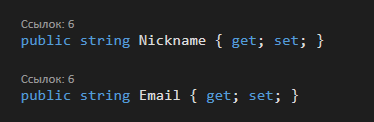 Ссылок: 6
public string Nickname { get; set; }
Ссылок: 6
public string Email { get; set; }